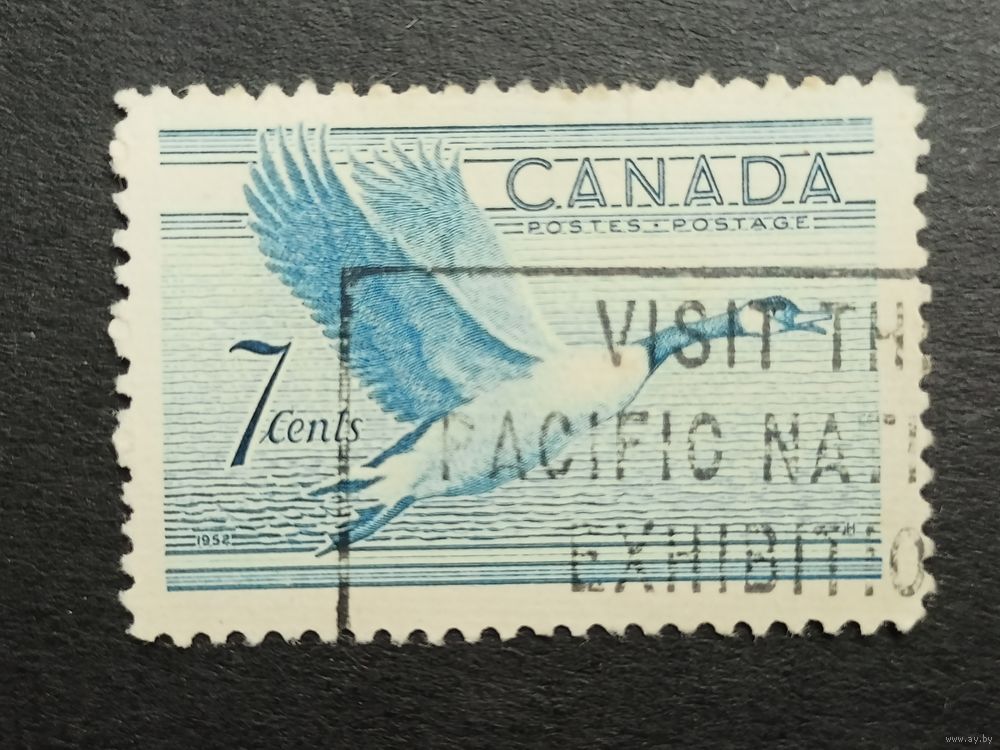 CANADA
POSTES · POSTAGE
VISIT TH
7 Cents
PACIFIC NAT
EXHIBITIO
1952
www.ay.by